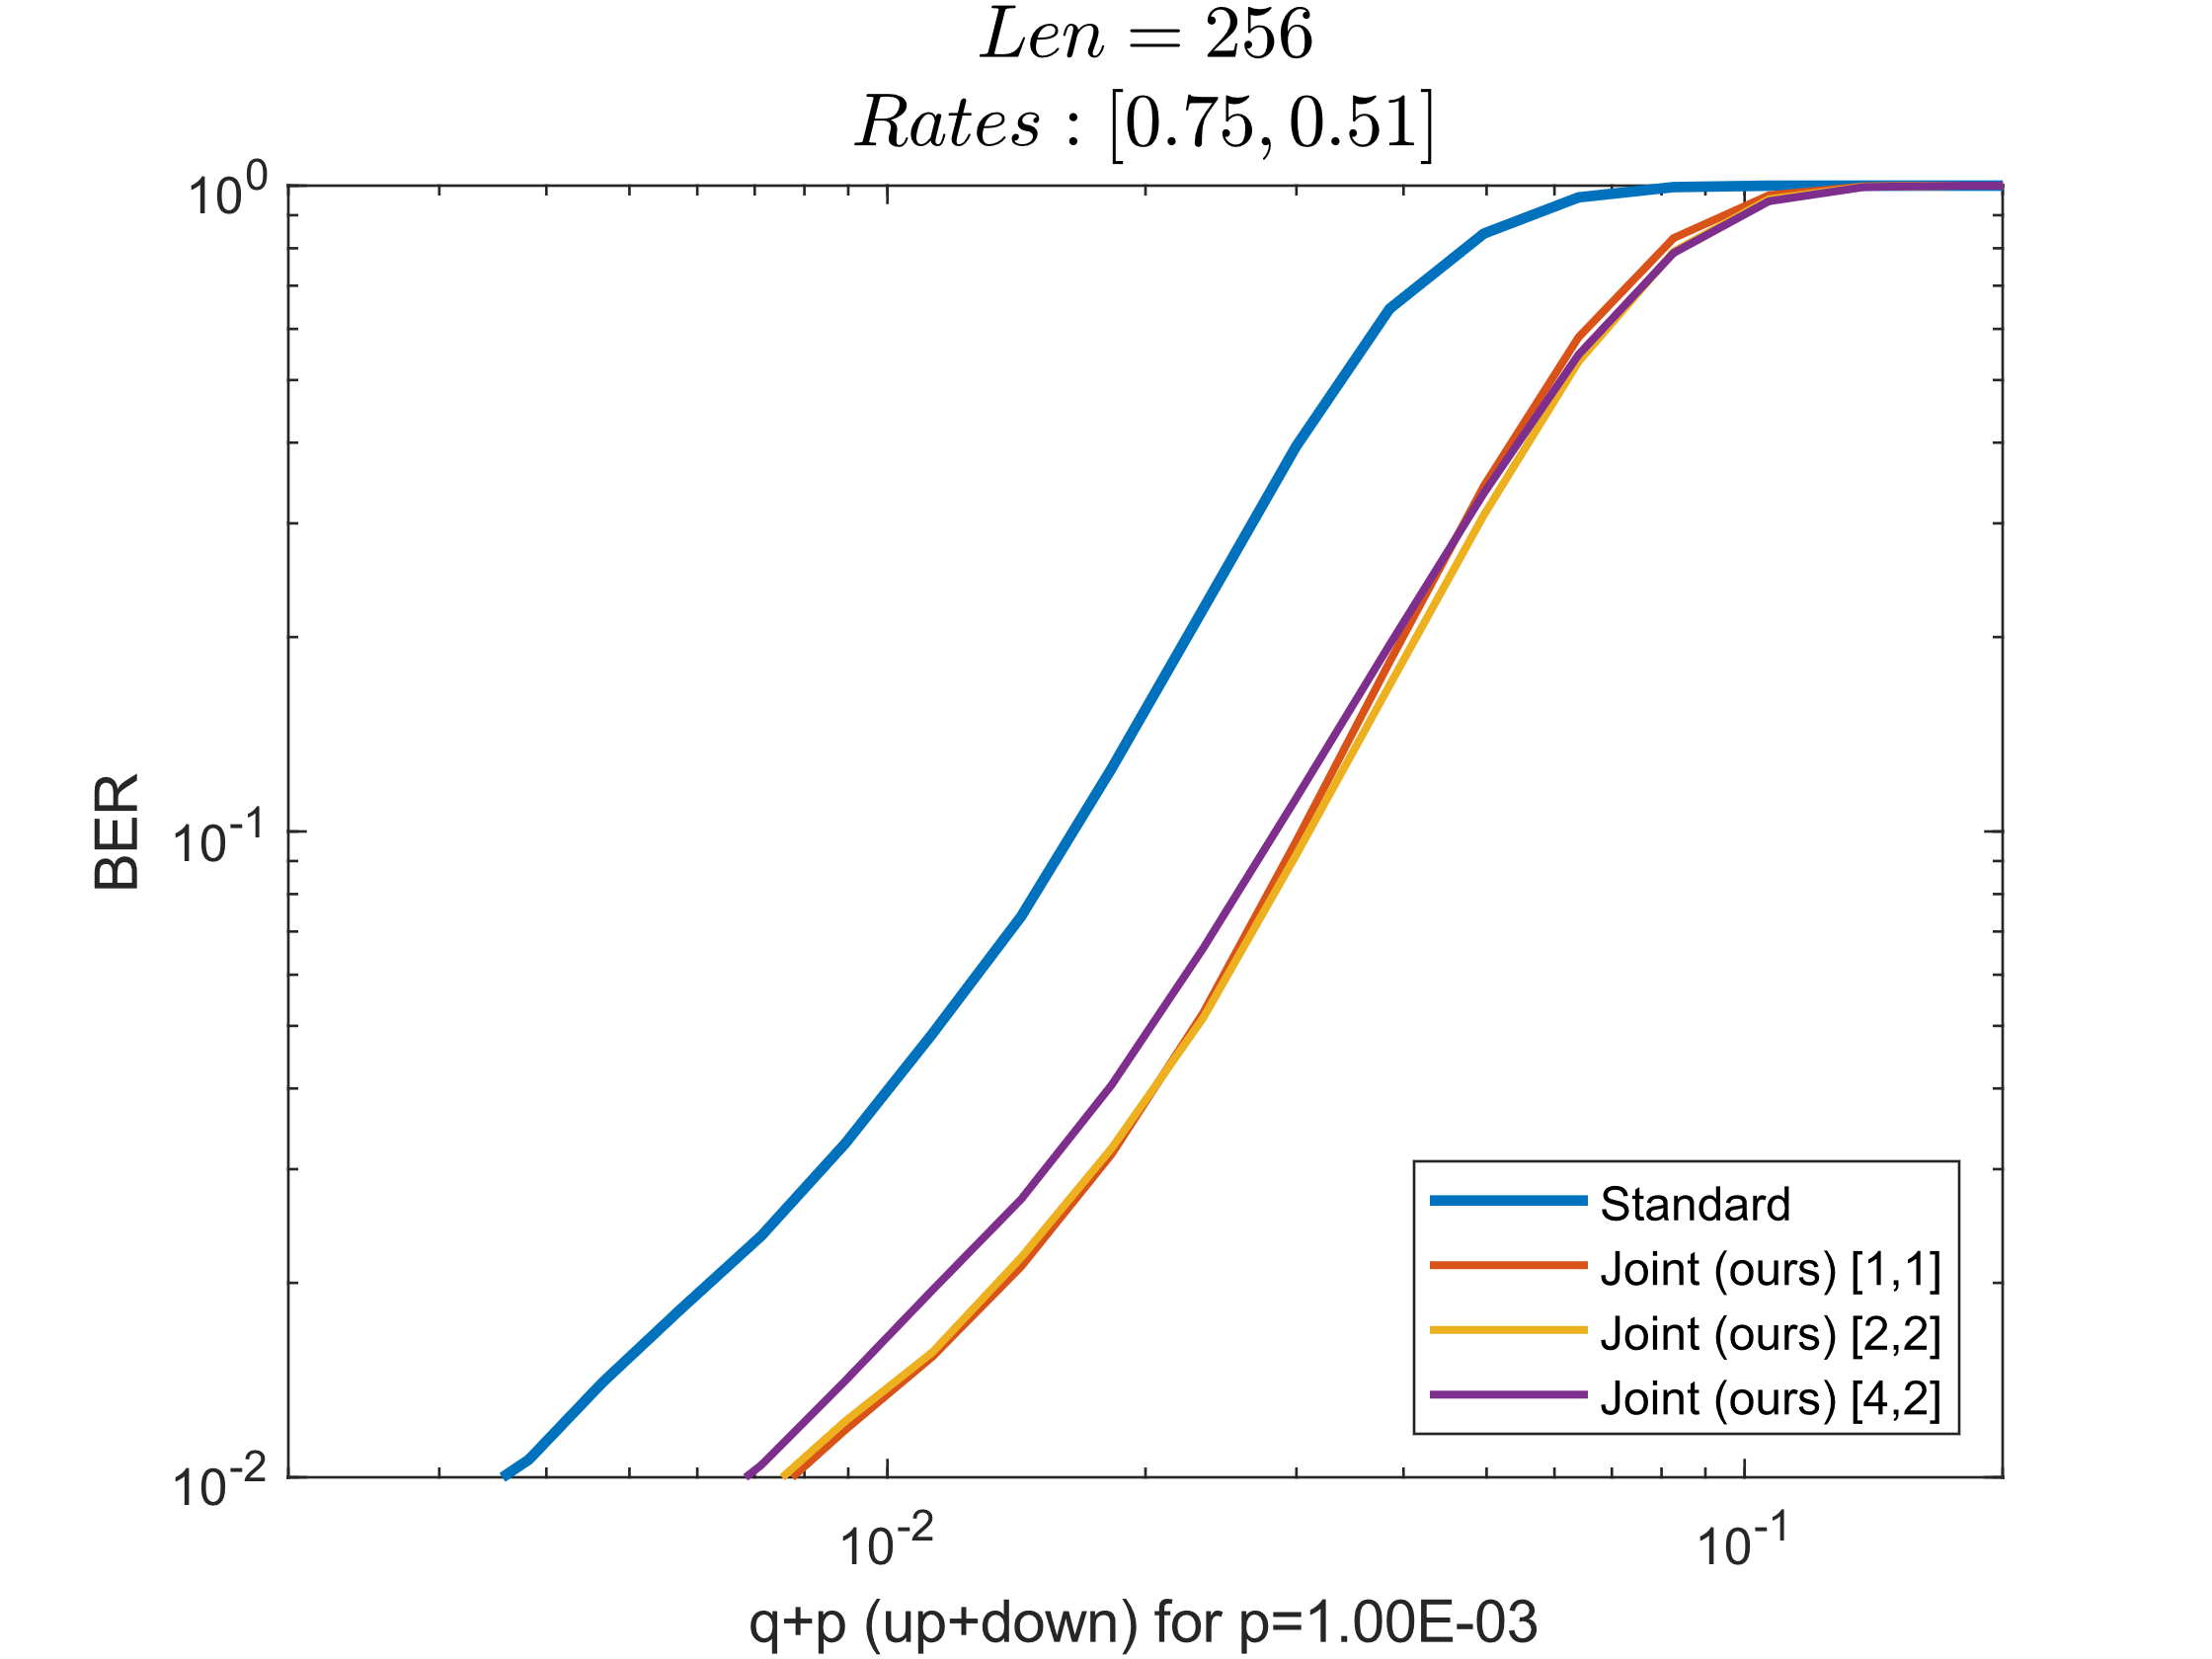 Len = 256
Rates : [0.75, 0.51]
10^0
10^-1
10^-2
BER
10^-2
10^-1
q+p (up+down) for p=1.00E-03
Standard
Joint (ours) [1,1]
Joint (ours) [2,2]
Joint (ours) [4,2]